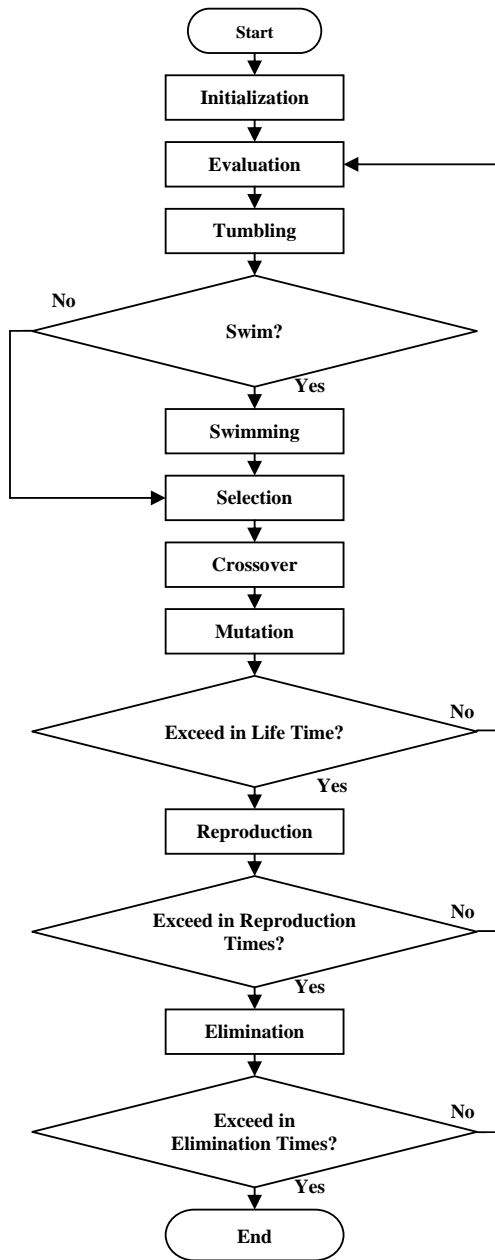 Start
Initialization
Evaluation
Tumbling
No
Swim?
Yes
Swimming
Selection
Crossover
Mutation
No
Exceed in Life Time?
Yes
Reproduction
No
Exceed in Reproduction
Times?
Yes
Elimination
No
Exceed in
Elimination Times?
Yes
End